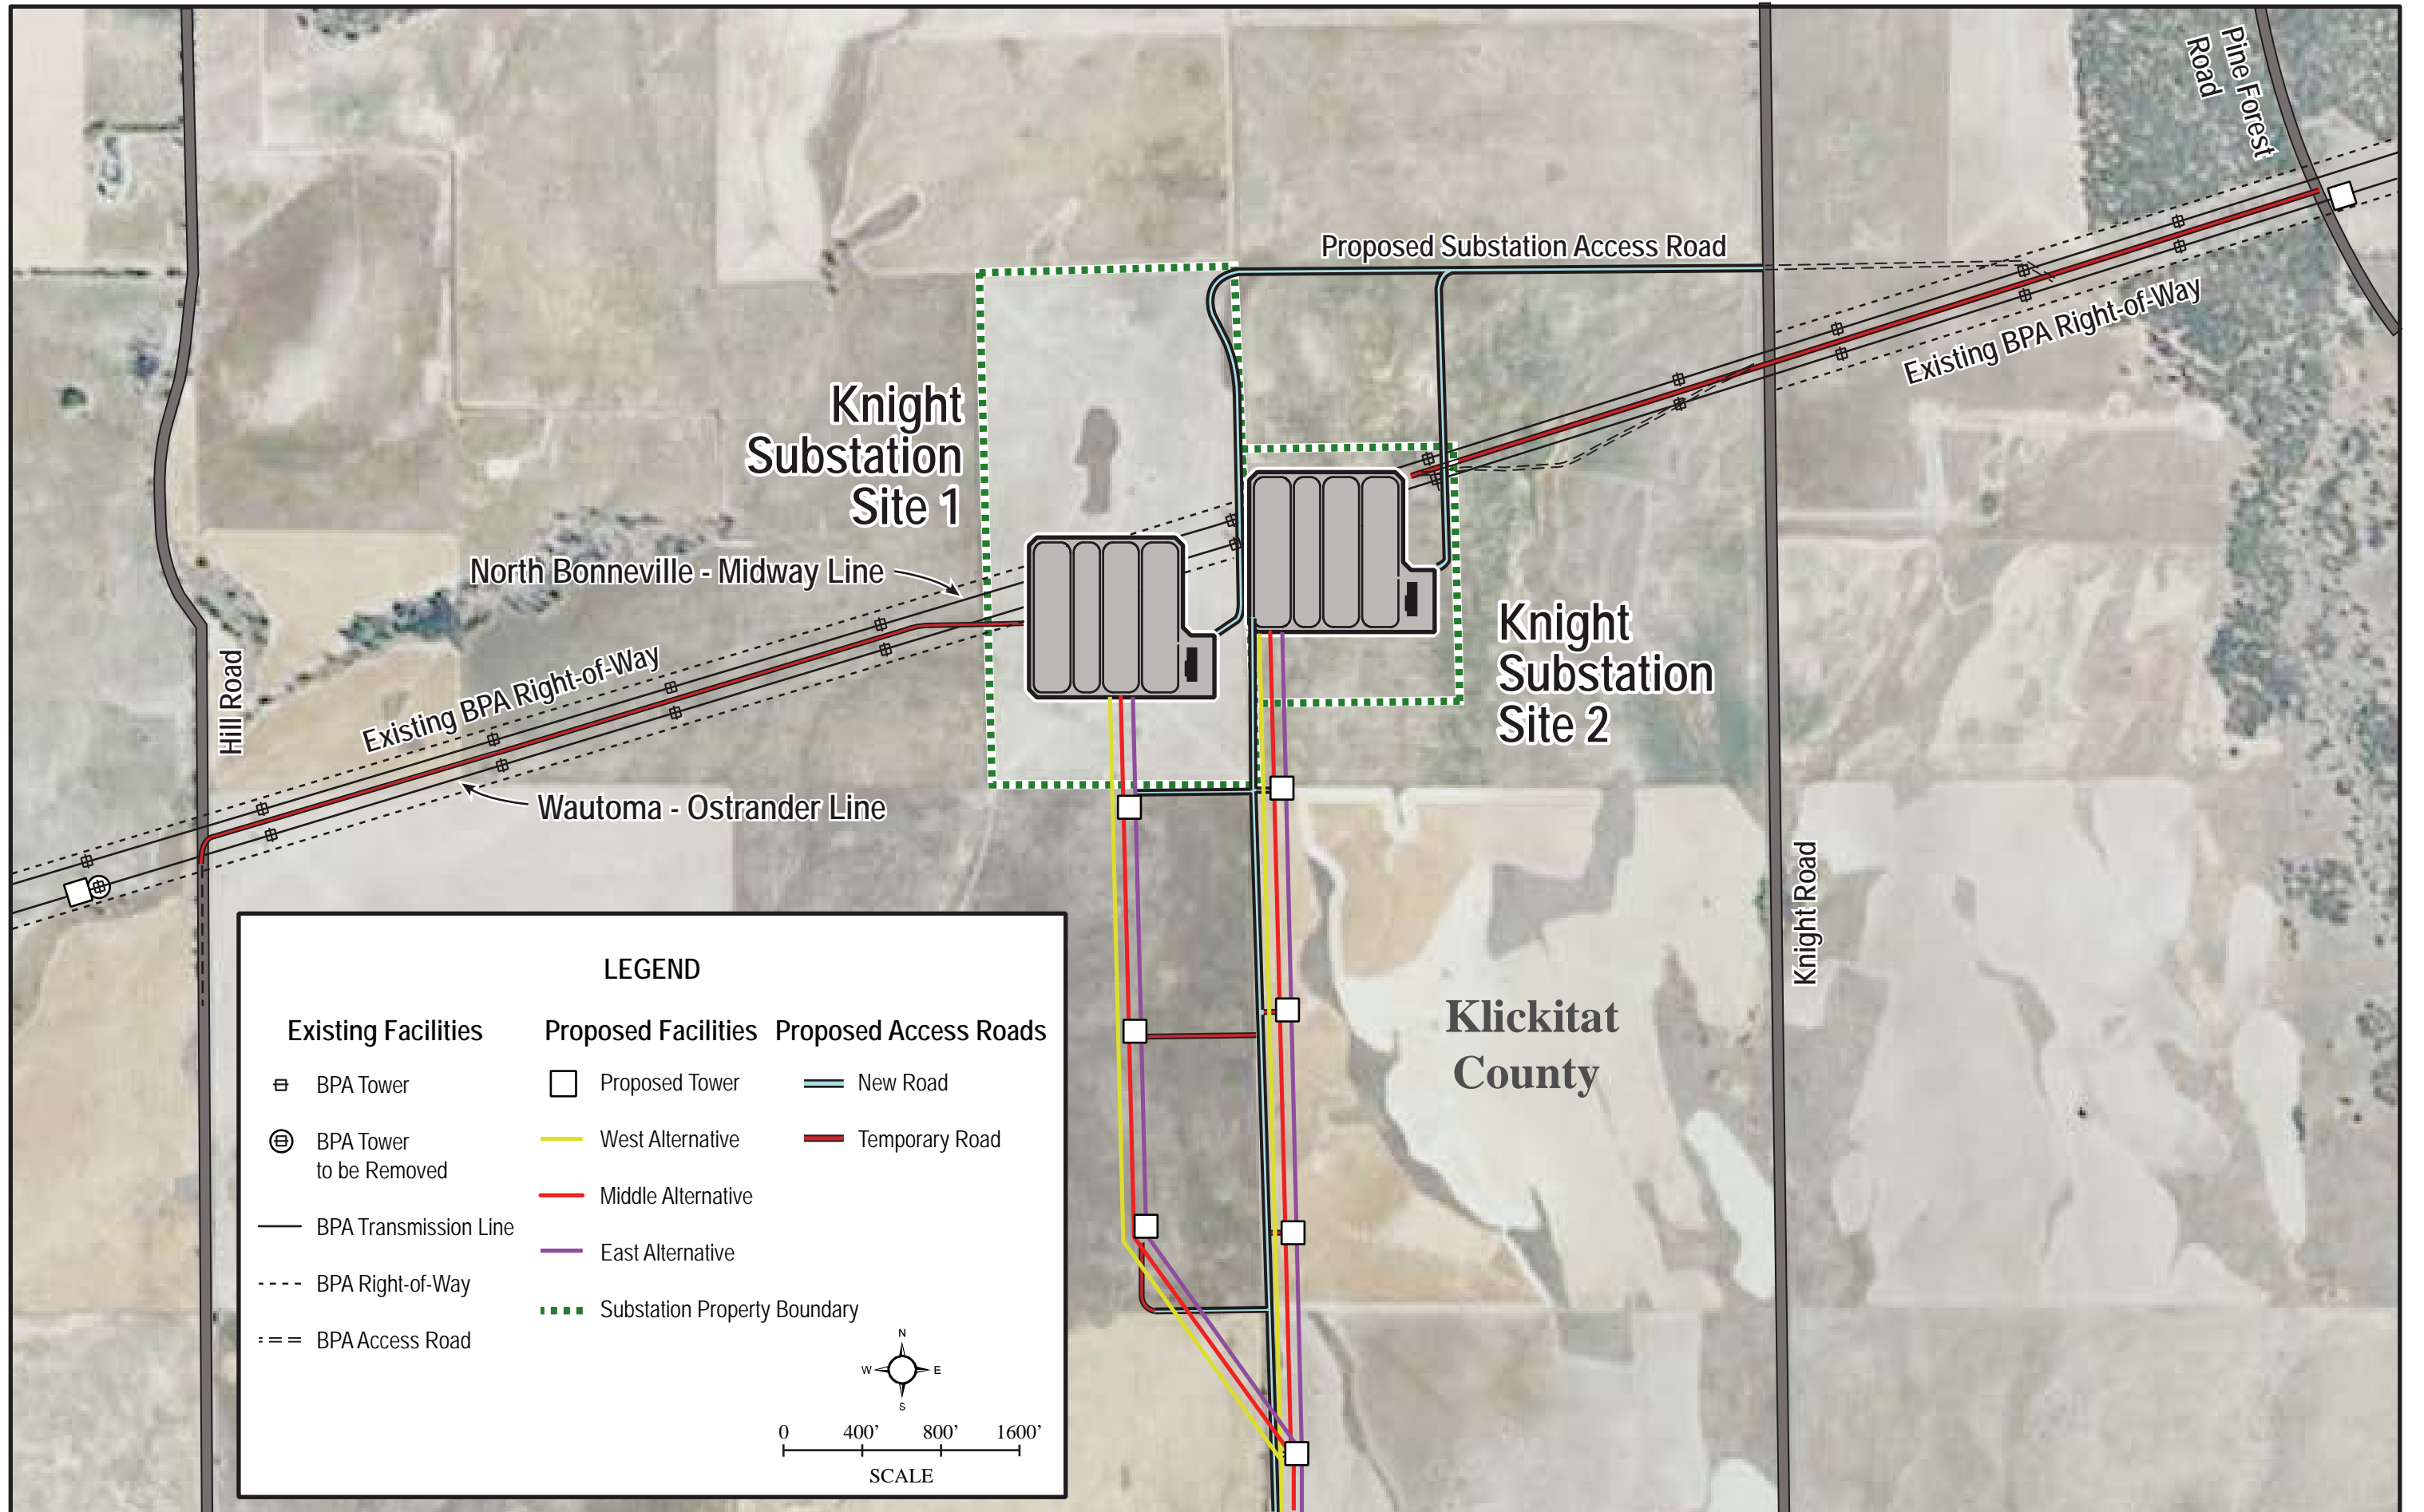 Pine Forest
Road
Proposed Substation Access Road
Existing BPA Right-of-Way
Knight
Substation
Site 1
North Bonneville - Midway Line
Knight
Substation
Site 2
Existing BPA Right-of-Way
Hill Road
Wautoma - Ostrander Line
Knight Road
Klickitat
County
LEGEND
Existing Facilities
BPA Tower
BPA Tower
to be Removed
BPA Transmission Line
BPA Right-of-Way
BPA Access Road
Proposed Facilities
Proposed Tower
West Alternative
Middle Alternative
East Alternative
Substation Property Boundary
Proposed Access Roads
New Road
Temporary Road
N
W E
S
0 400' 800' 1600'
SCALE